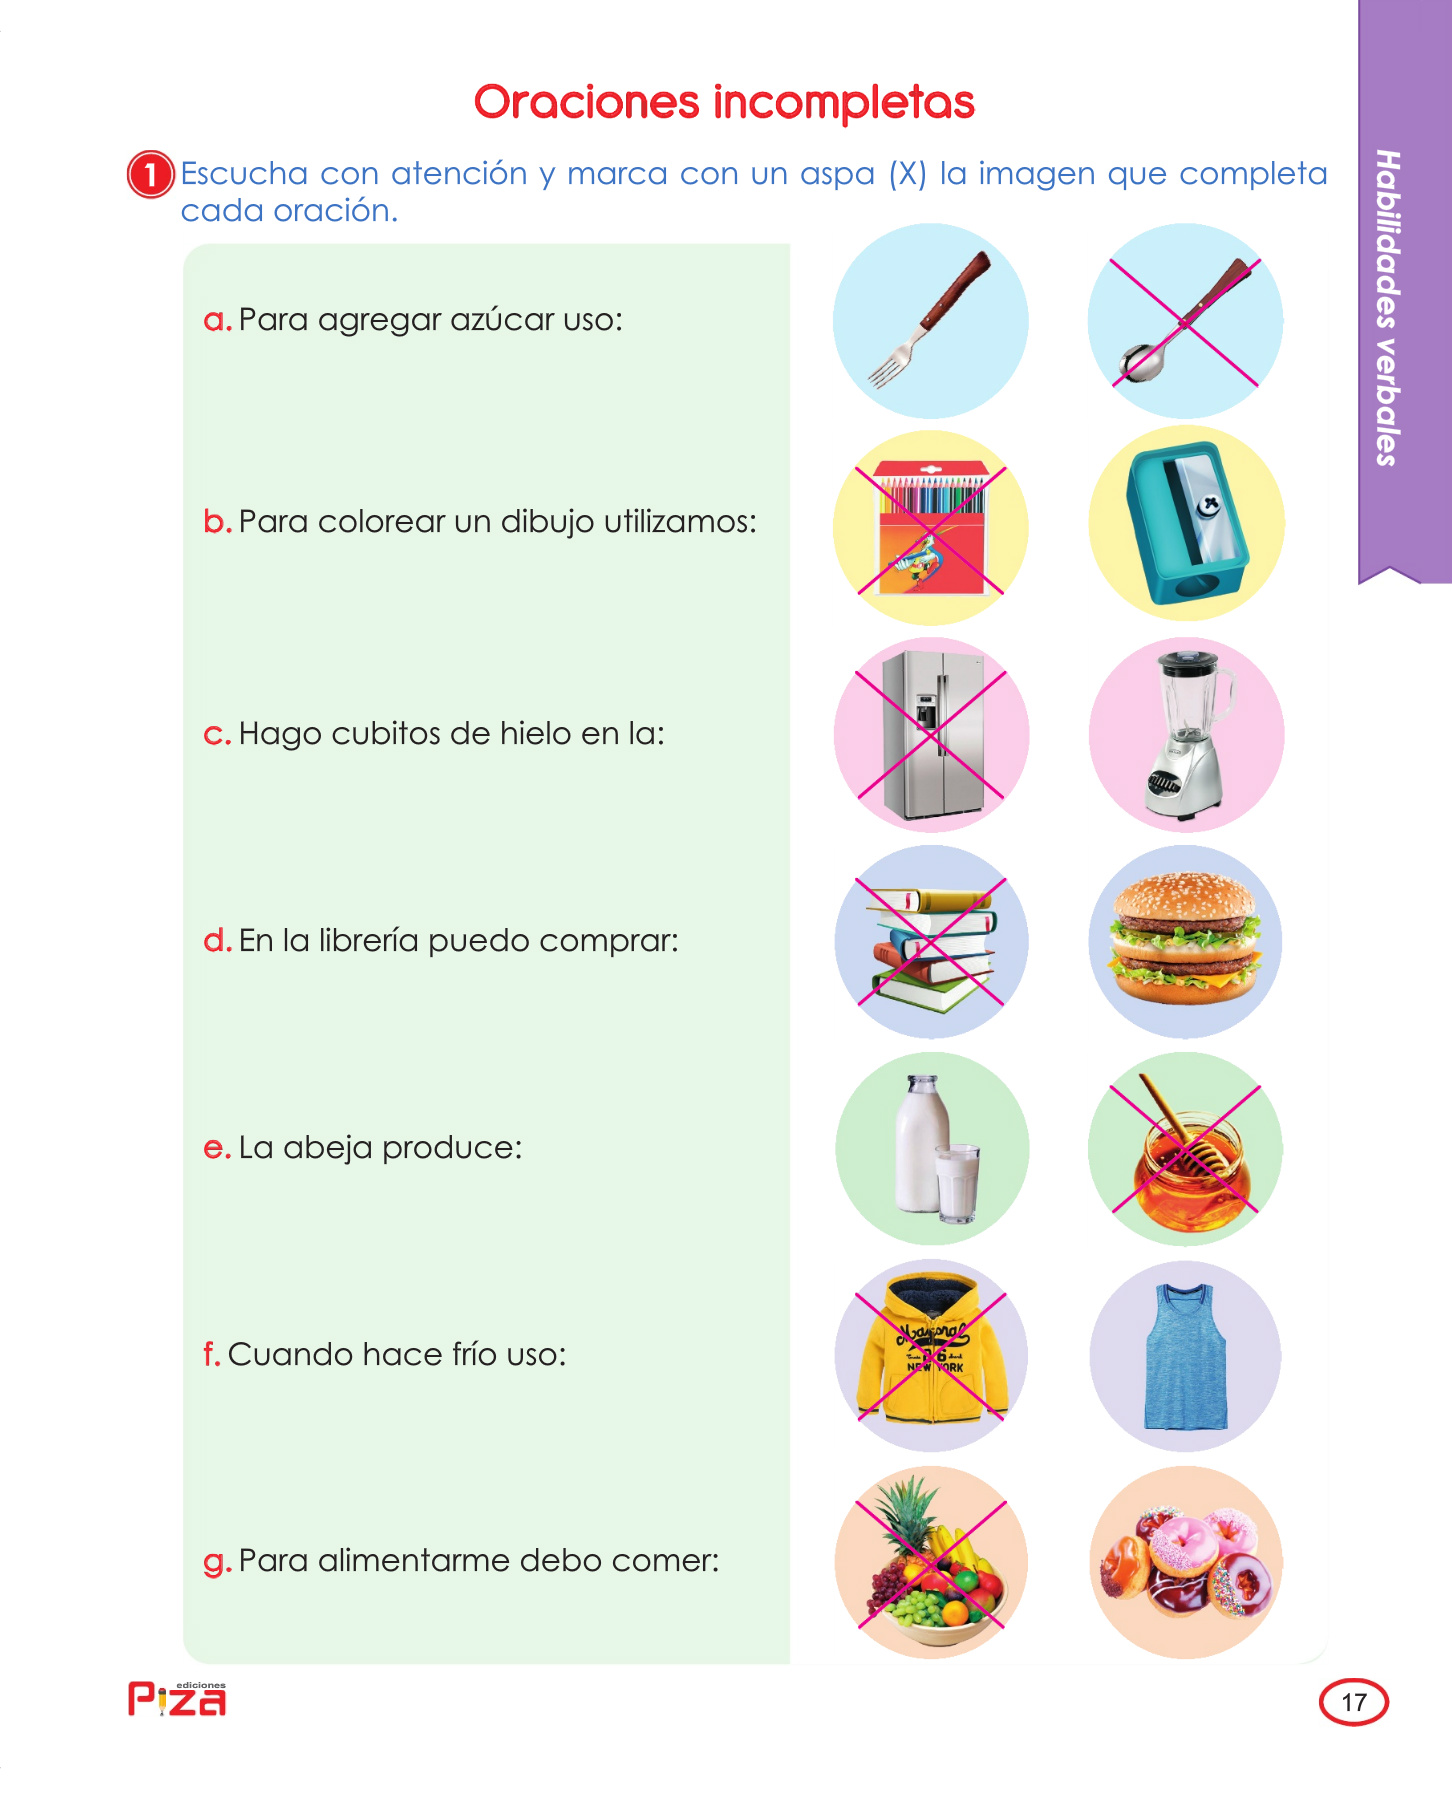 Oraciones incompletas
1 Escucha con atención y marca con un aspa (X) la imagen que completa
cada oración.
a. Para agregar azúcar uso:
b. Para colorear un dibujo utilizamos:
c. Hago cubitos de hielo en la:
d. En la librería puedo comprar:
e. La abeja produce:
f. Cuando hace frío uso:
NEW YORK
g. Para alimentarme debo comer:
Habilidades verbales
ediciones
Piza
17